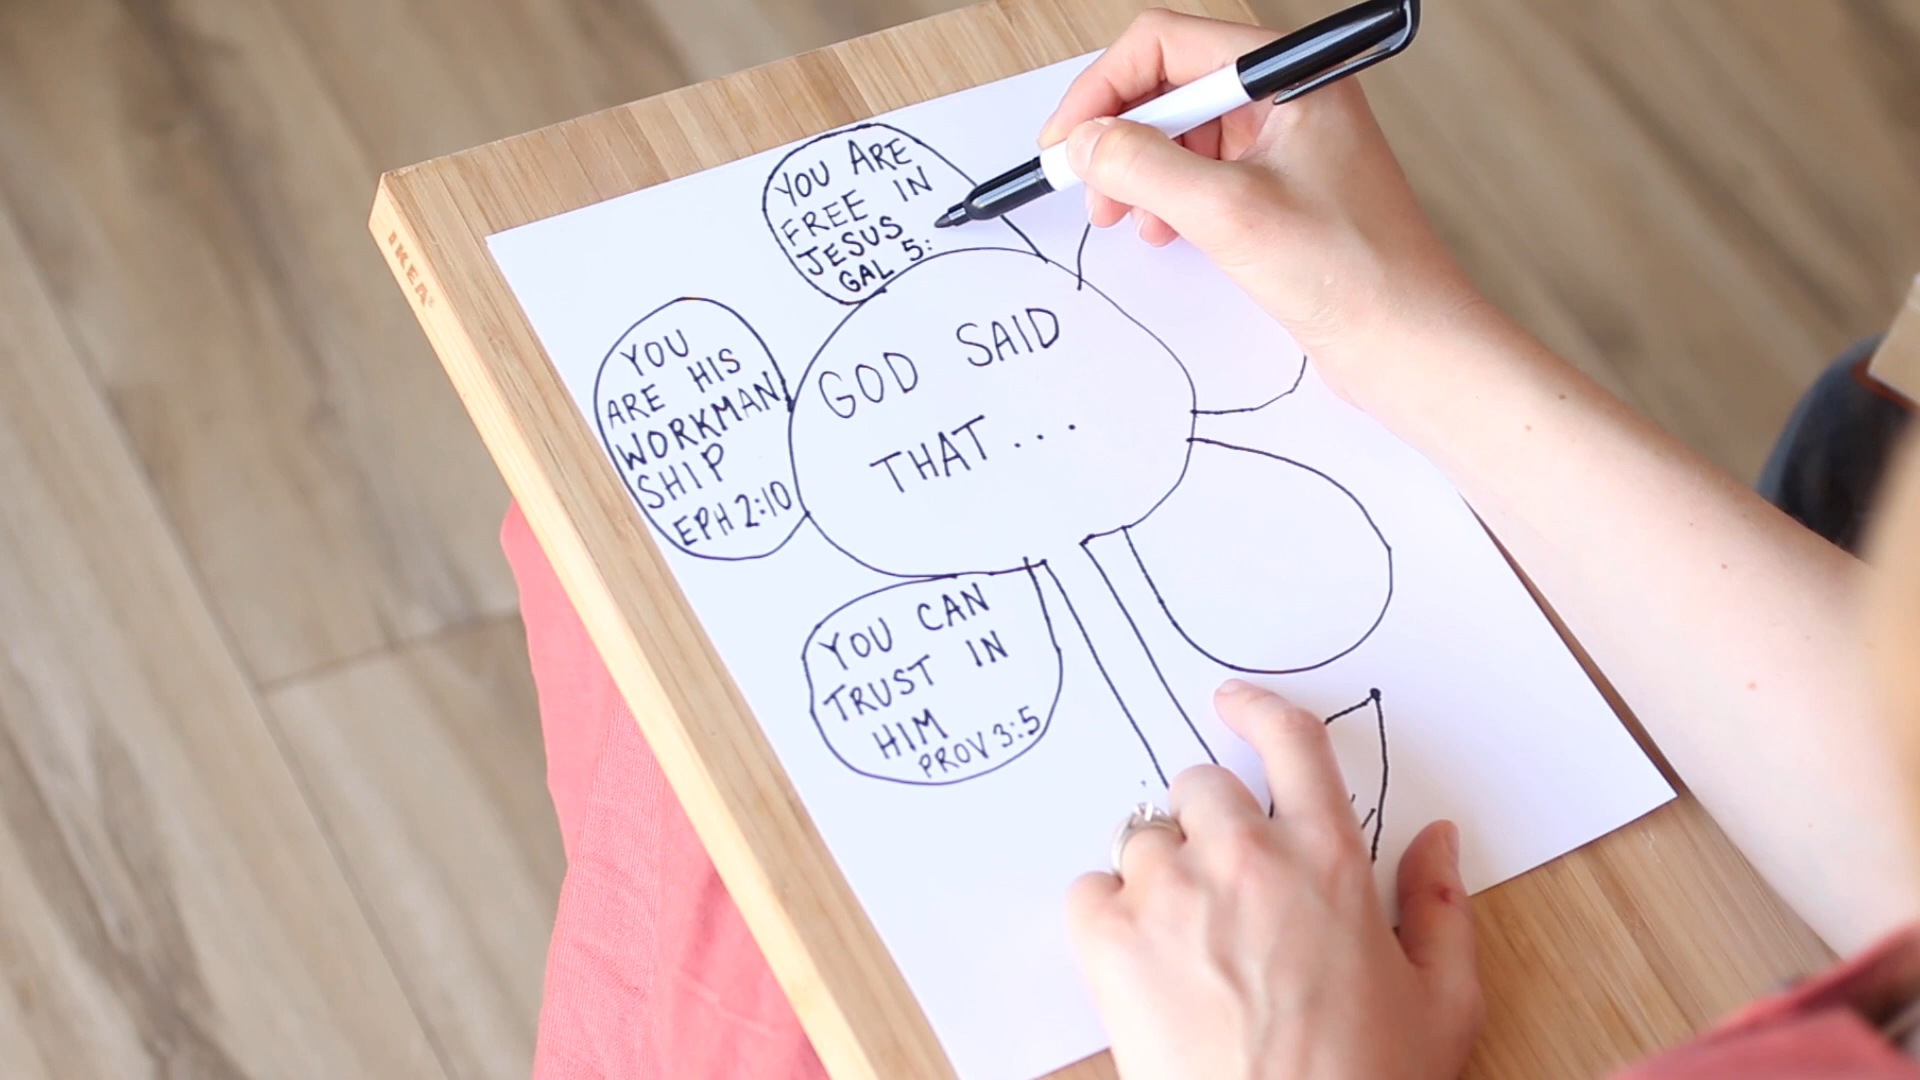 GOD SAID
THAT...
YOU ARE
FREE IN
JESUS
GAL 5:
YOU
ARE HIS
WORKMAN
SHIP
EPH 2:10
YOU CAN
TRUST IN
HIM
PROV 3:5
IKEA